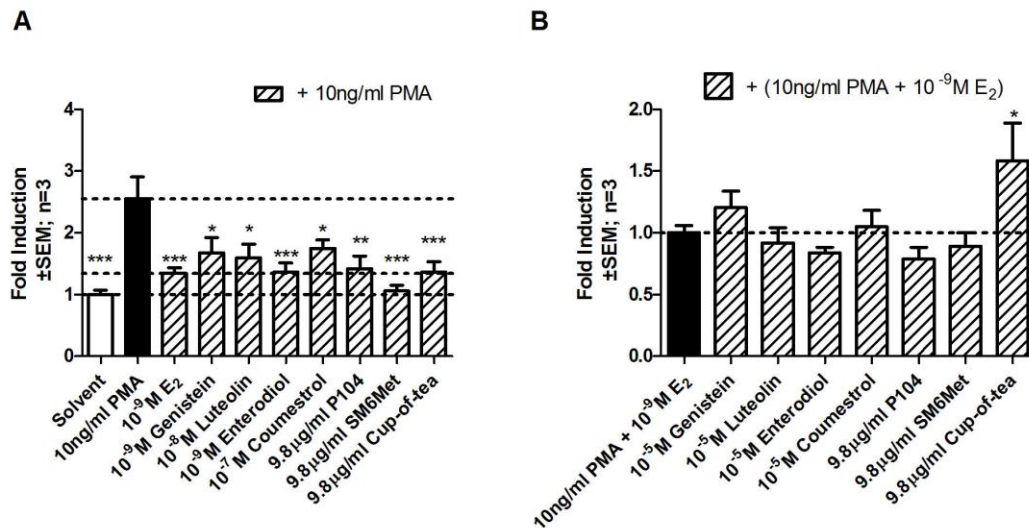 A
+ 10ng/ml PMA
Fold Induction
±SEM; n=3
4
3
2
1
0
***
***
*
*
***
*
**
***
***
Solvent
10ng/ml PMA
10⁻⁹M E₂
10⁻⁹M Genistein
10⁻⁸M Luteolin
10⁻⁹M Enterodiol
10⁻⁷M Coumestrol
9.8µg/ml P104
9.8µg/ml SM6Met
9.8µg/ml Cup-of-tea
B
+ (10ng/ml PMA + 10⁻⁹M E₂)
Fold Induction
±SEM; n=3
2.0
1.5
1.0
0.5
0.0
*
10ng/ml PMA + 10⁻⁹M E₂
10⁻⁵M Genistein
10⁻⁵M Luteolin
10⁻⁵M Enterodiol
10⁻⁵M Coumestrol
9.8µg/ml P104
9.8µg/ml SM6Met
9.8µg/ml Cup-of-tea